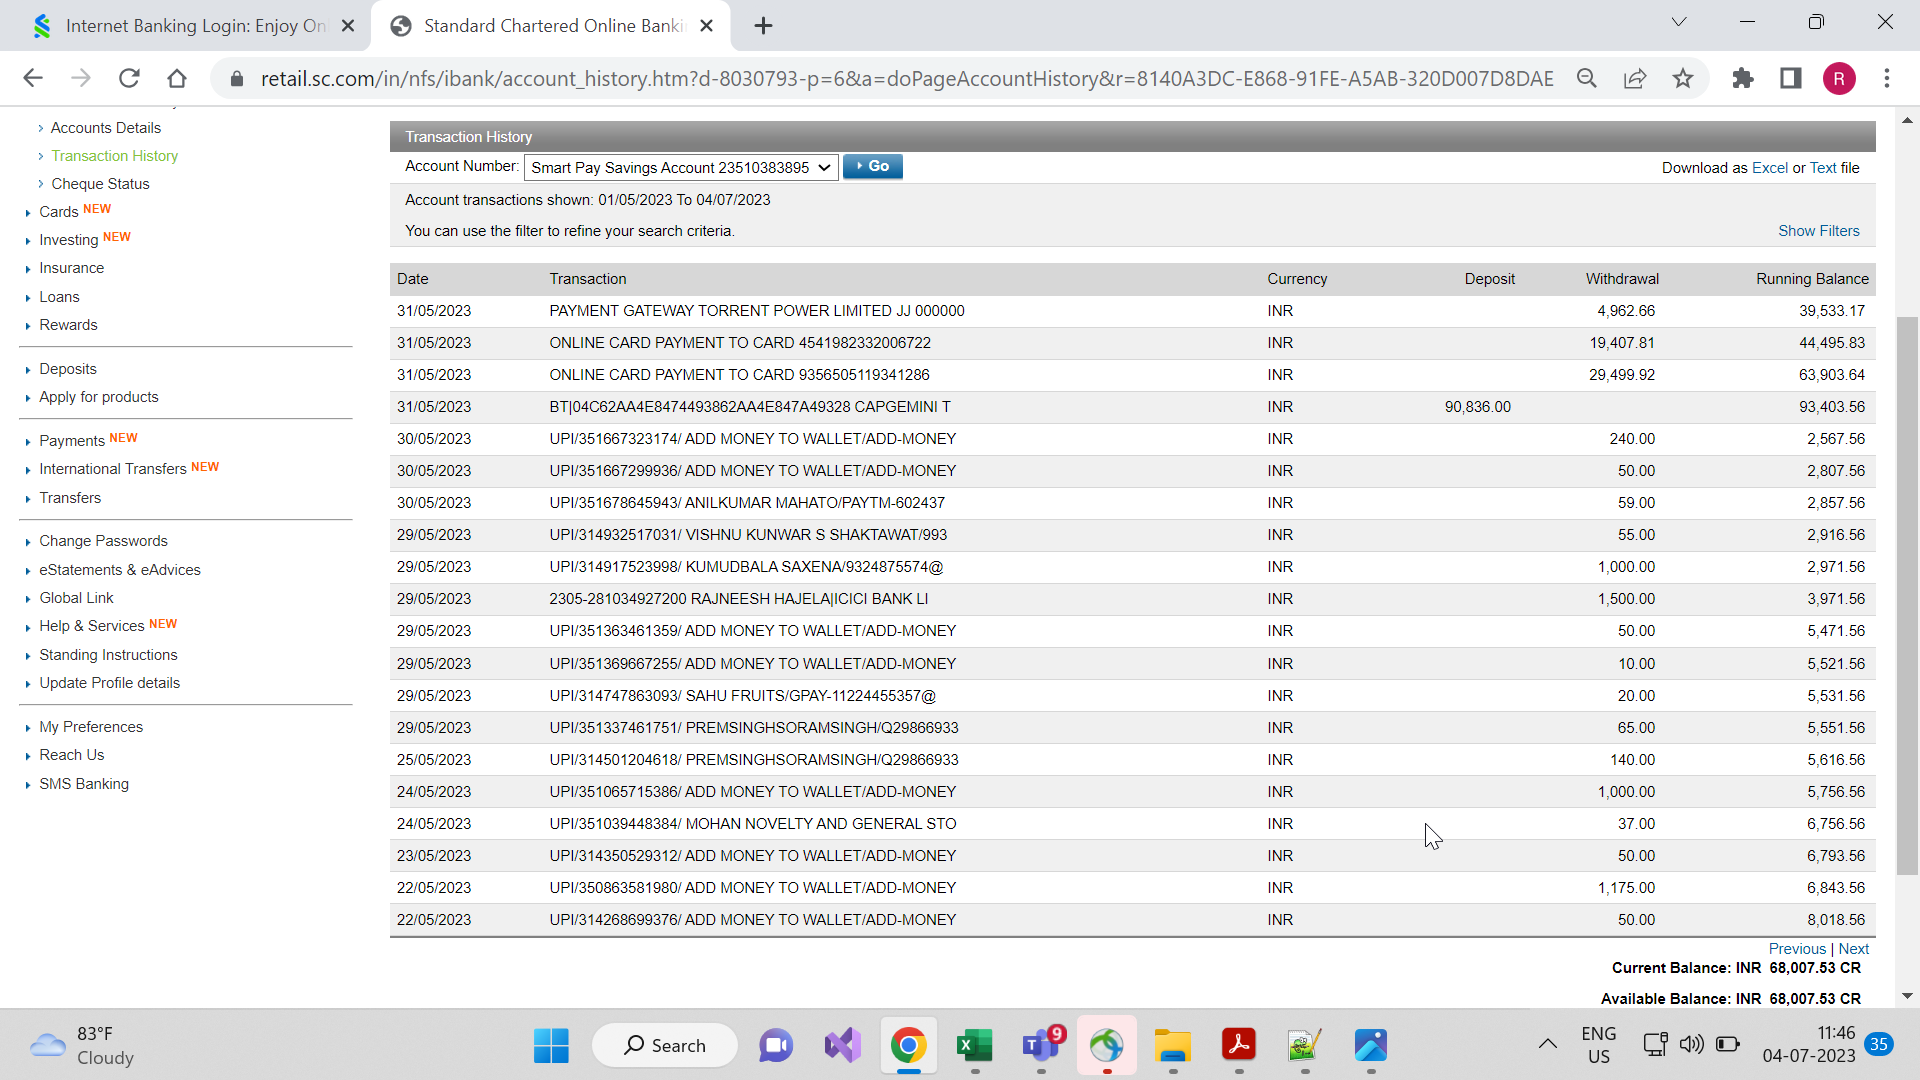 Internet Banking Login: Enjoy On
Standard Chartered Online Banki
retail.sc.com/in/nfs/ibank/account_history.htm?d-8030793-p=6&a=doPageAccountHistory&r=8140A3DC-E868-91FE-A5AB-320D007D8DAE
R
Accounts Details
Transaction History
Cheque Status
Cards NEW
Investing NEW
Insurance
Loans
Rewards
Deposits
Apply for products
Payments NEW
International Transfers NEW
Transfers
Change Passwords
eStatements & eAdvices
Global Link
Help & Services NEW
Standing Instructions
Update Profile details
My Preferences
Reach Us
SMS Banking
Transaction History
Account Number: Smart Pay Savings Account 23510383895 Go Download as Excel or Text file
Account transactions shown: 01/05/2023 To 04/07/2023
You can use the filter to refine your search criteria. Show Filters
Date Transaction Currency Deposit Withdrawal Running Balance
31/05/2023 PAYMENT GATEWAY TORRENT POWER LIMITED JJ 000000 INR 4,962.66 39,533.17
31/05/2023 ONLINE CARD PAYMENT TO CARD 4541982332006722 INR 19,407.81 44,495.83
31/05/2023 ONLINE CARD PAYMENT TO CARD 9356505119341286 INR 29,499.92 63,903.64
31/05/2023 BT|04C62AA4E8474493862AA4E847A49328 CAPGEMINI T INR 90,836.00 93,403.56
30/05/2023 UPI/351667323174/ ADD MONEY TO WALLET/ADD-MONEY INR 240.00 2,567.56
30/05/2023 UPI/351667299936/ ADD MONEY TO WALLET/ADD-MONEY INR 50.00 2,807.56
30/05/2023 UPI/351678645943/ ANILKUMAR MAHATO/PAYTM-602437 INR 59.00 2,857.56
29/05/2023 UPI/314932517031/ VISHNU KUNWAR S SHAKTAWAT/993 INR 55.00 2,916.56
29/05/2023 UPI/314917523998/ KUMUDBALA SAXENA/9324875574@ INR 1,000.00 2,971.56
29/05/2023 2305-281034927200 RAJNEESH HAJELA|ICICI BANK LI INR 1,500.00 3,971.56
29/05/2023 UPI/351363461359/ ADD MONEY TO WALLET/ADD-MONEY INR 50.00 5,471.56
29/05/2023 UPI/351369667255/ ADD MONEY TO WALLET/ADD-MONEY INR 10.00 5,521.56
29/05/2023 UPI/314747863093/ SAHU FRUITS/GPAY-11224455357@ INR 20.00 5,531.56
29/05/2023 UPI/351337461751/ PREMSINGHSORAMSINGH/Q29866933 INR 65.00 5,551.56
25/05/2023 UPI/314501204618/ PREMSINGHSORAMSINGH/Q29866933 INR 140.00 5,616.56
24/05/2023 UPI/351065715386/ ADD MONEY TO WALLET/ADD-MONEY INR 1,000.00 5,756.56
24/05/2023 UPI/351039448384/ MOHAN NOVELTY AND GENERAL STO INR 37.00 6,756.56
23/05/2023 UPI/314350529312/ ADD MONEY TO WALLET/ADD-MONEY INR 50.00 6,793.56
22/05/2023 UPI/350863581980/ ADD MONEY TO WALLET/ADD-MONEY INR 1,175.00 6,843.56
22/05/2023 UPI/314268699376/ ADD MONEY TO WALLET/ADD-MONEY INR 50.00 8,018.56
Previous | Next
Current Balance: INR 68,007.53 CR
Available Balance: INR 68,007.53 CR
83°F
Cloudy
Search
9
ENG
US
11:46
04-07-2023
35